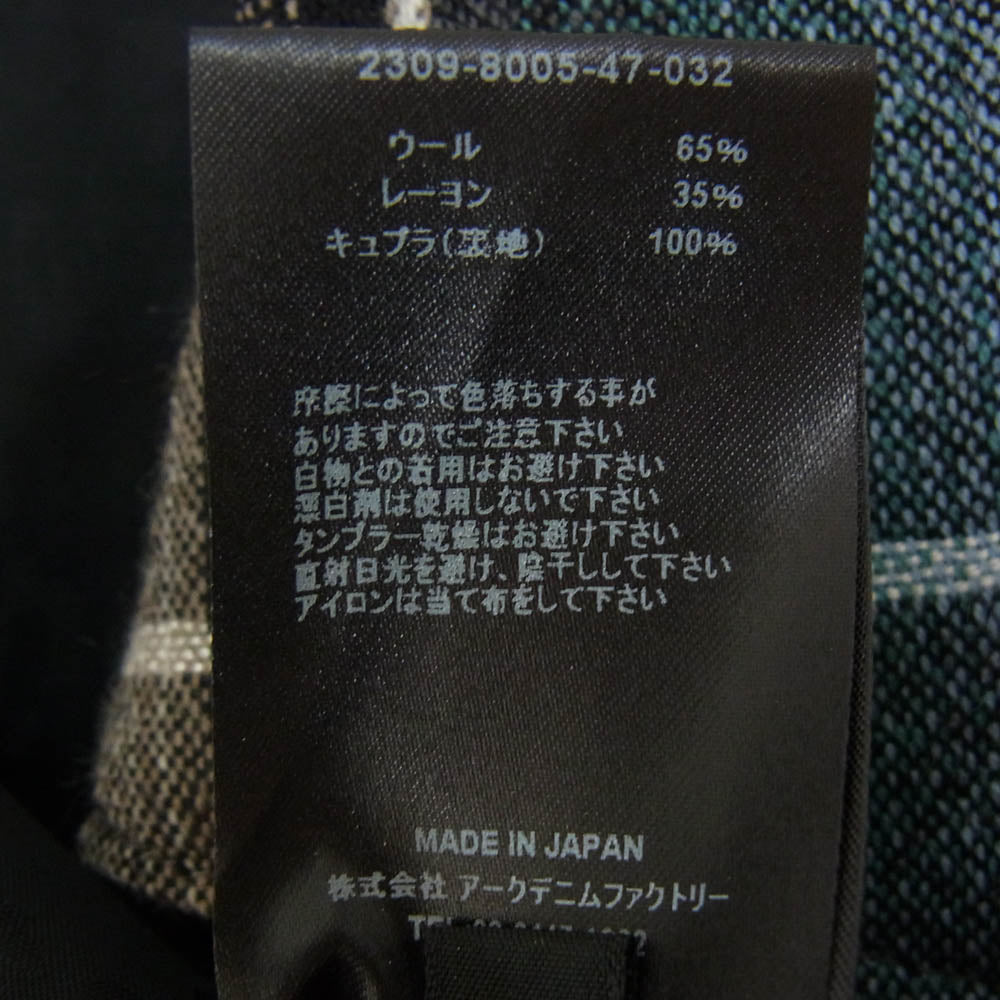 2309-8005-47-032
ウール 65%
レーヨン 35%
キュプラ(裏地) 100%
摩擦によって色落ちする事が
ありますのでご注意下さい
白物との着用はお避け下さい
漂白剤は使用しないで下さい
タンブラー乾燥はお避け下さい
直射日光を避け、陰干しして下さい
アイロンは当て布をして下さい
MADE IN JAPAN
株式会社 アークデニムファクトリー